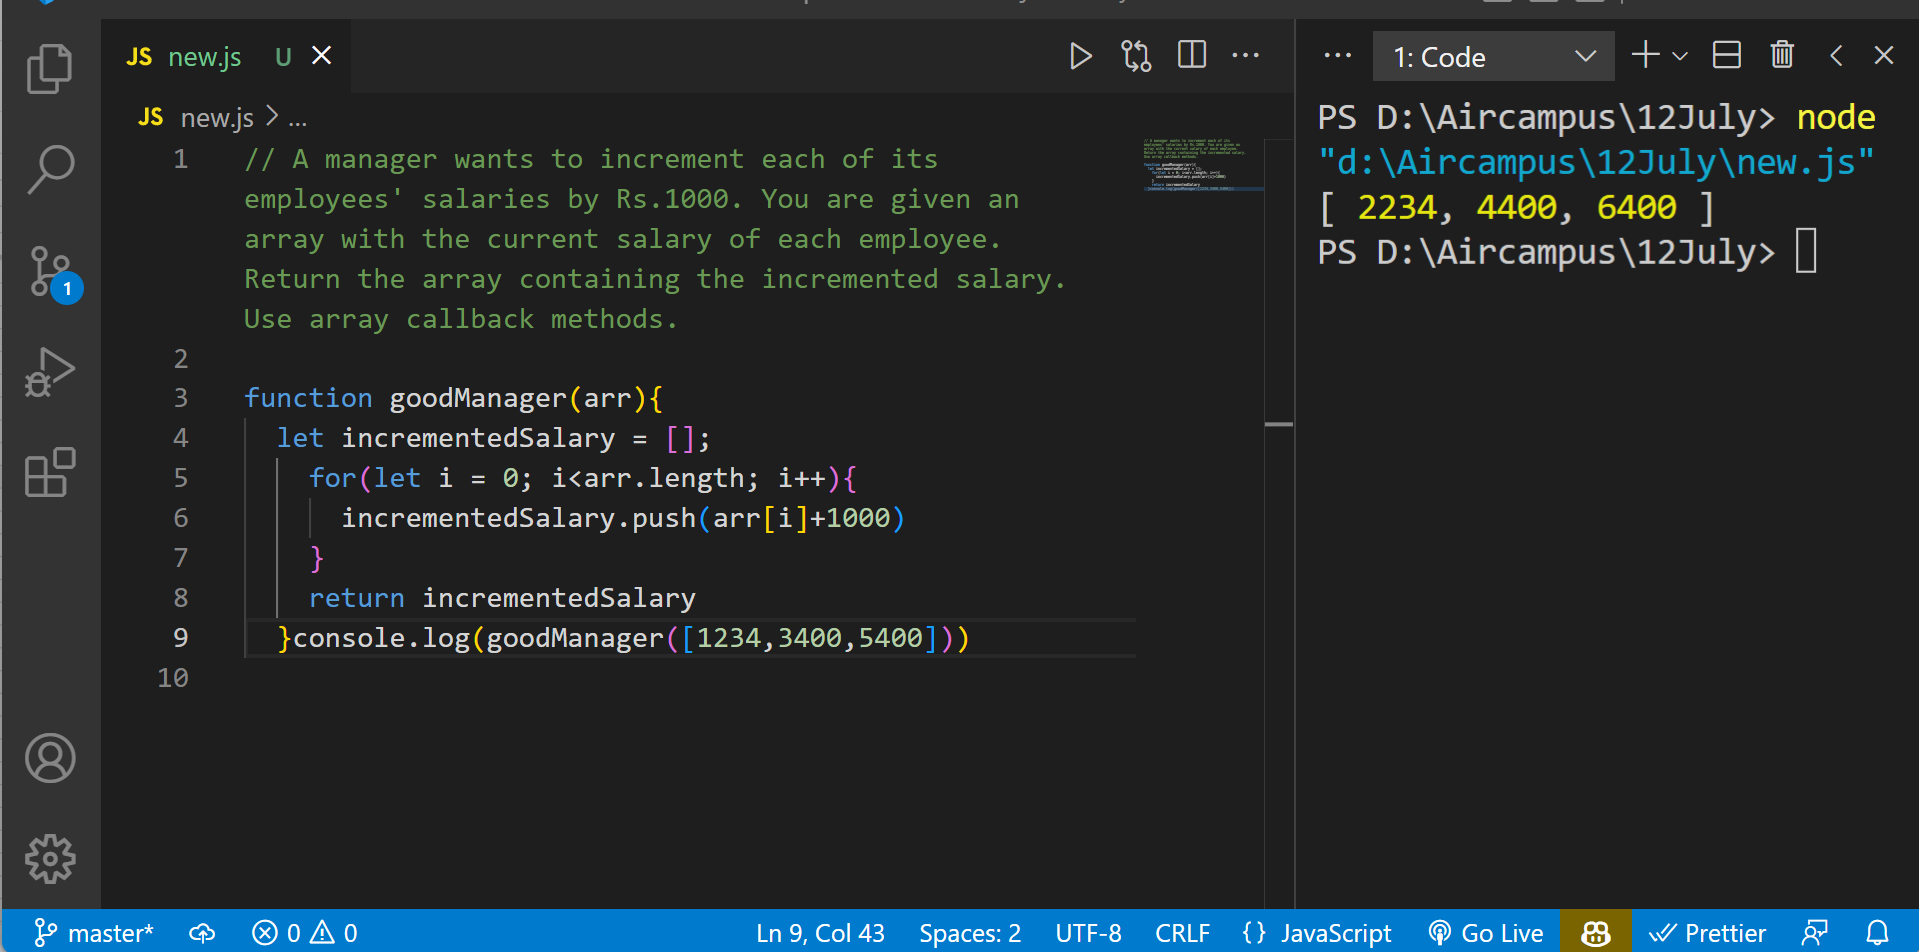 JS new.js U
1: Code
JS new.js > ...
1 // A manager wants to increment each of its
employees' salaries by Rs.1000. You are given an
array with the current salary of each employee.
Return the array containing the incremented salary.
Use array callback methods.
2
3 function goodManager(arr){
4 let incrementedSalary = [];
5 for(let i = 0; i<arr.length; i++){
6 incrementedSalary.push(arr[i]+1000)
7 }
8 return incrementedSalary
9 }console.log(goodManager([1234,3400,5400]))
10
PS D:\Aircampus\12July> node
"d:\Aircampus\12July\new.js"
[ 2234, 4400, 6400 ]
PS D:\Aircampus\12July>
1
master* 0 0 Ln 9, Col 43 Spaces: 2 UTF-8 CRLF {} JavaScript Go Live Prettier